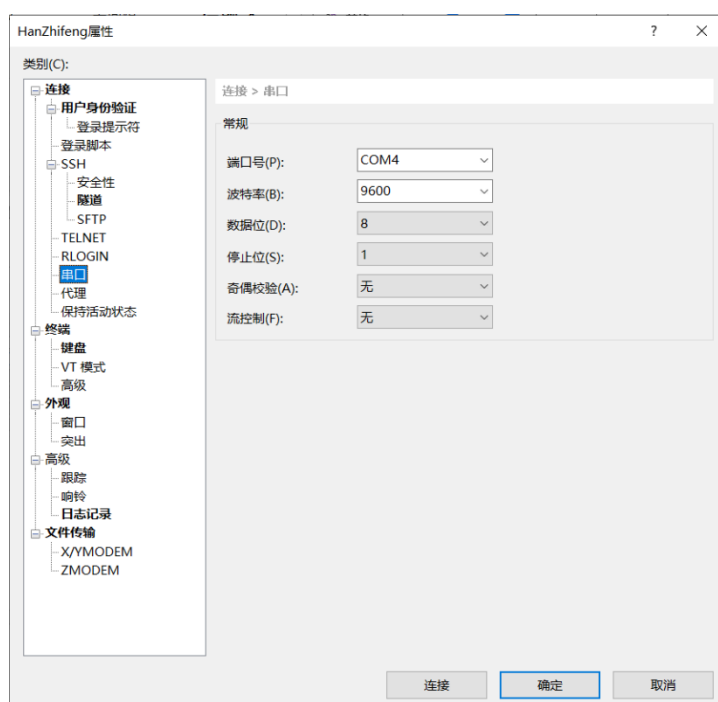 HanZhifeng属性
?
类别(C):
连接
用户身份验证
登录提示符
登录脚本
SSH
安全性
隧道
SFTP
TELNET
RLOGIN
串口
代理
保持活动状态
终端
键盘
VT 模式
高级
外观
窗口
突出
高级
跟踪
响铃
日志记录
文件传输
X/YMODEM
ZMODEM
连接 > 串口
常规
端口号(P): COM4
波特率(B): 9600
数据位(D): 8
停止位(S): 1
奇偶校验(A): 无
流控制(F): 无
连接 确定 取消